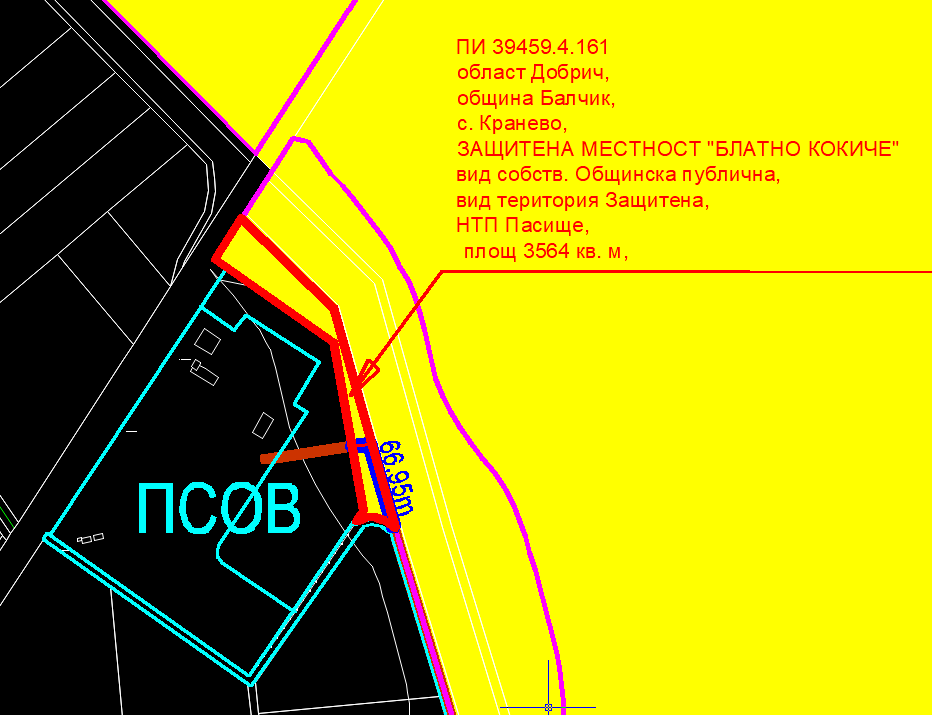 ПИ 39459.4.161
област Добрич,
община Балчик,
с. Кранево,
ЗАЩИТЕНА МЕСТНОСТ "БЛАТНО КОКИЧЕ"
вид собств. Общинска публична,
вид територия Защитена,
НТП Пасище,
площ 3564 кв. м,
66.95m
ПСОВ